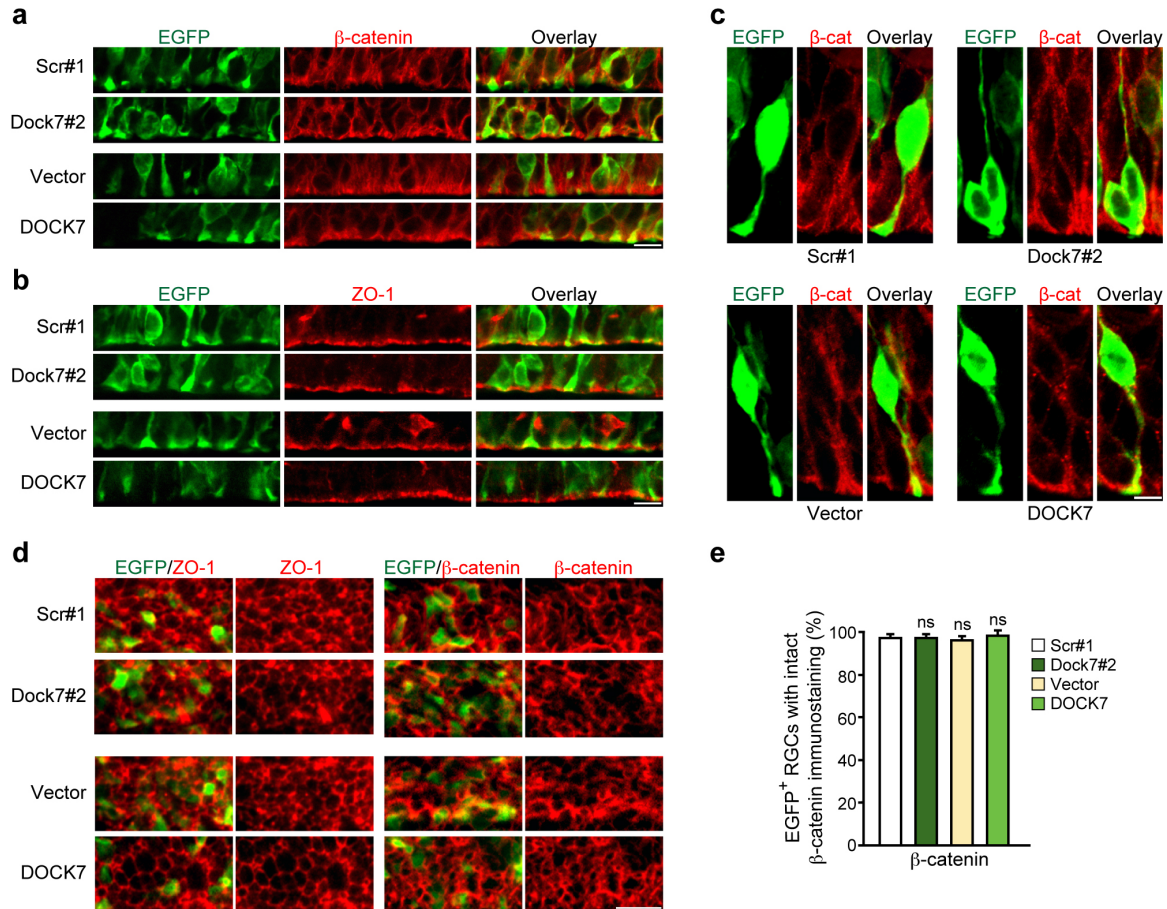 a
EGFP β-catenin Overlay
Scr#1
Dock7#2
Vector
DOCK7
b
EGFP ZO-1 Overlay
Scr#1
Dock7#2
Vector
DOCK7
c
EGFP β-cat Overlay EGFP β-cat Overlay
Scr#1 Dock7#2
EGFP β-cat Overlay EGFP β-cat Overlay
Vector DOCK7
d
EGFP/ZO-1 ZO-1 EGFP/β-catenin β-catenin
Scr#1
Dock7#2
Vector
DOCK7
e
EGFP+ RGCs with intact
β-catenin immunostaining (%)
100
80
60
40
20
0
ns ns ns
β-catenin
Scr#1
Dock7#2
Vector
DOCK7